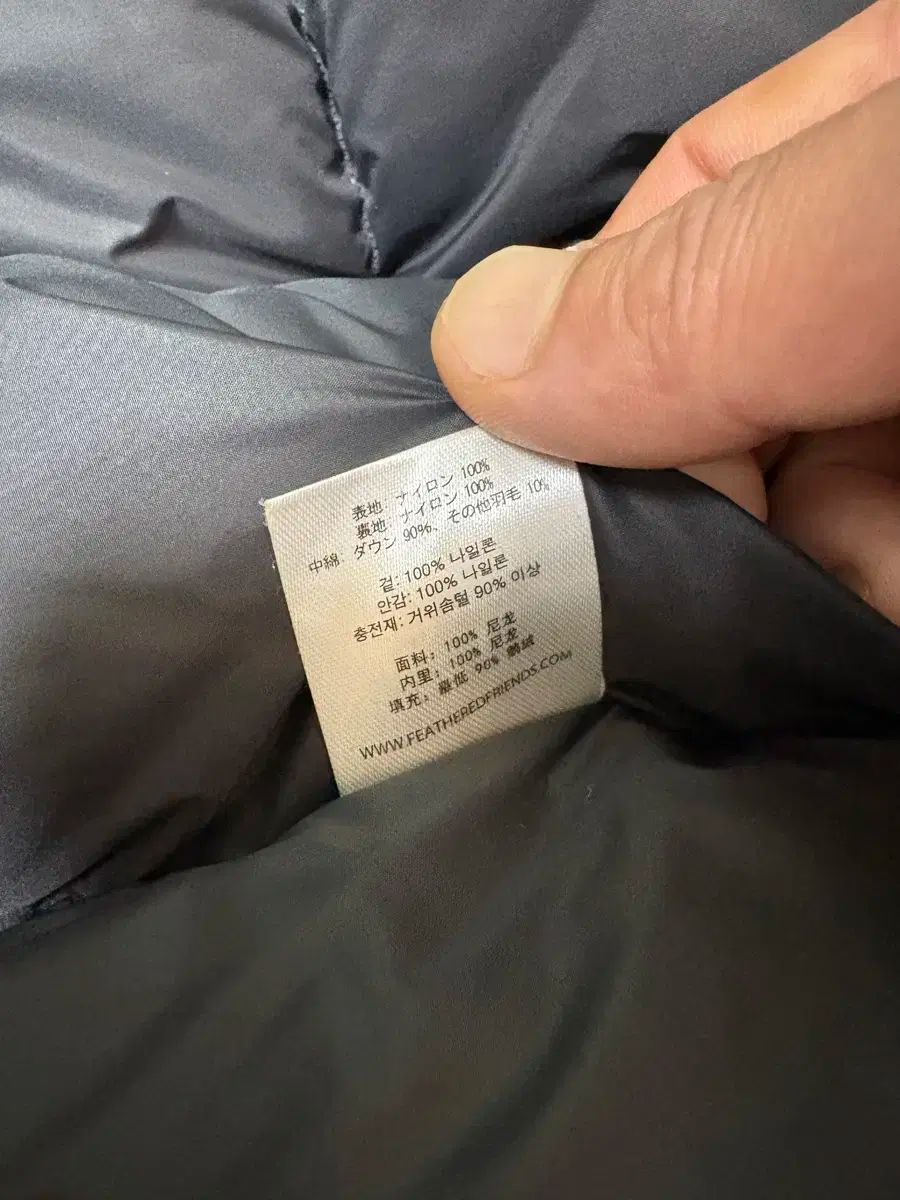 表地: ナイロン 100%
裏地: ナイロン 100%
中綿: ダウン 90%、その他羽毛 10%
겉: 100% 나일론
안감: 100% 나일론
충전재: 거위솜털 90% 이상
面料: 100% 尼龙
内里: 100% 尼龙
填充: 最低 90% 鹅绒
WWW.FEATHEREDFRIENDS.COM